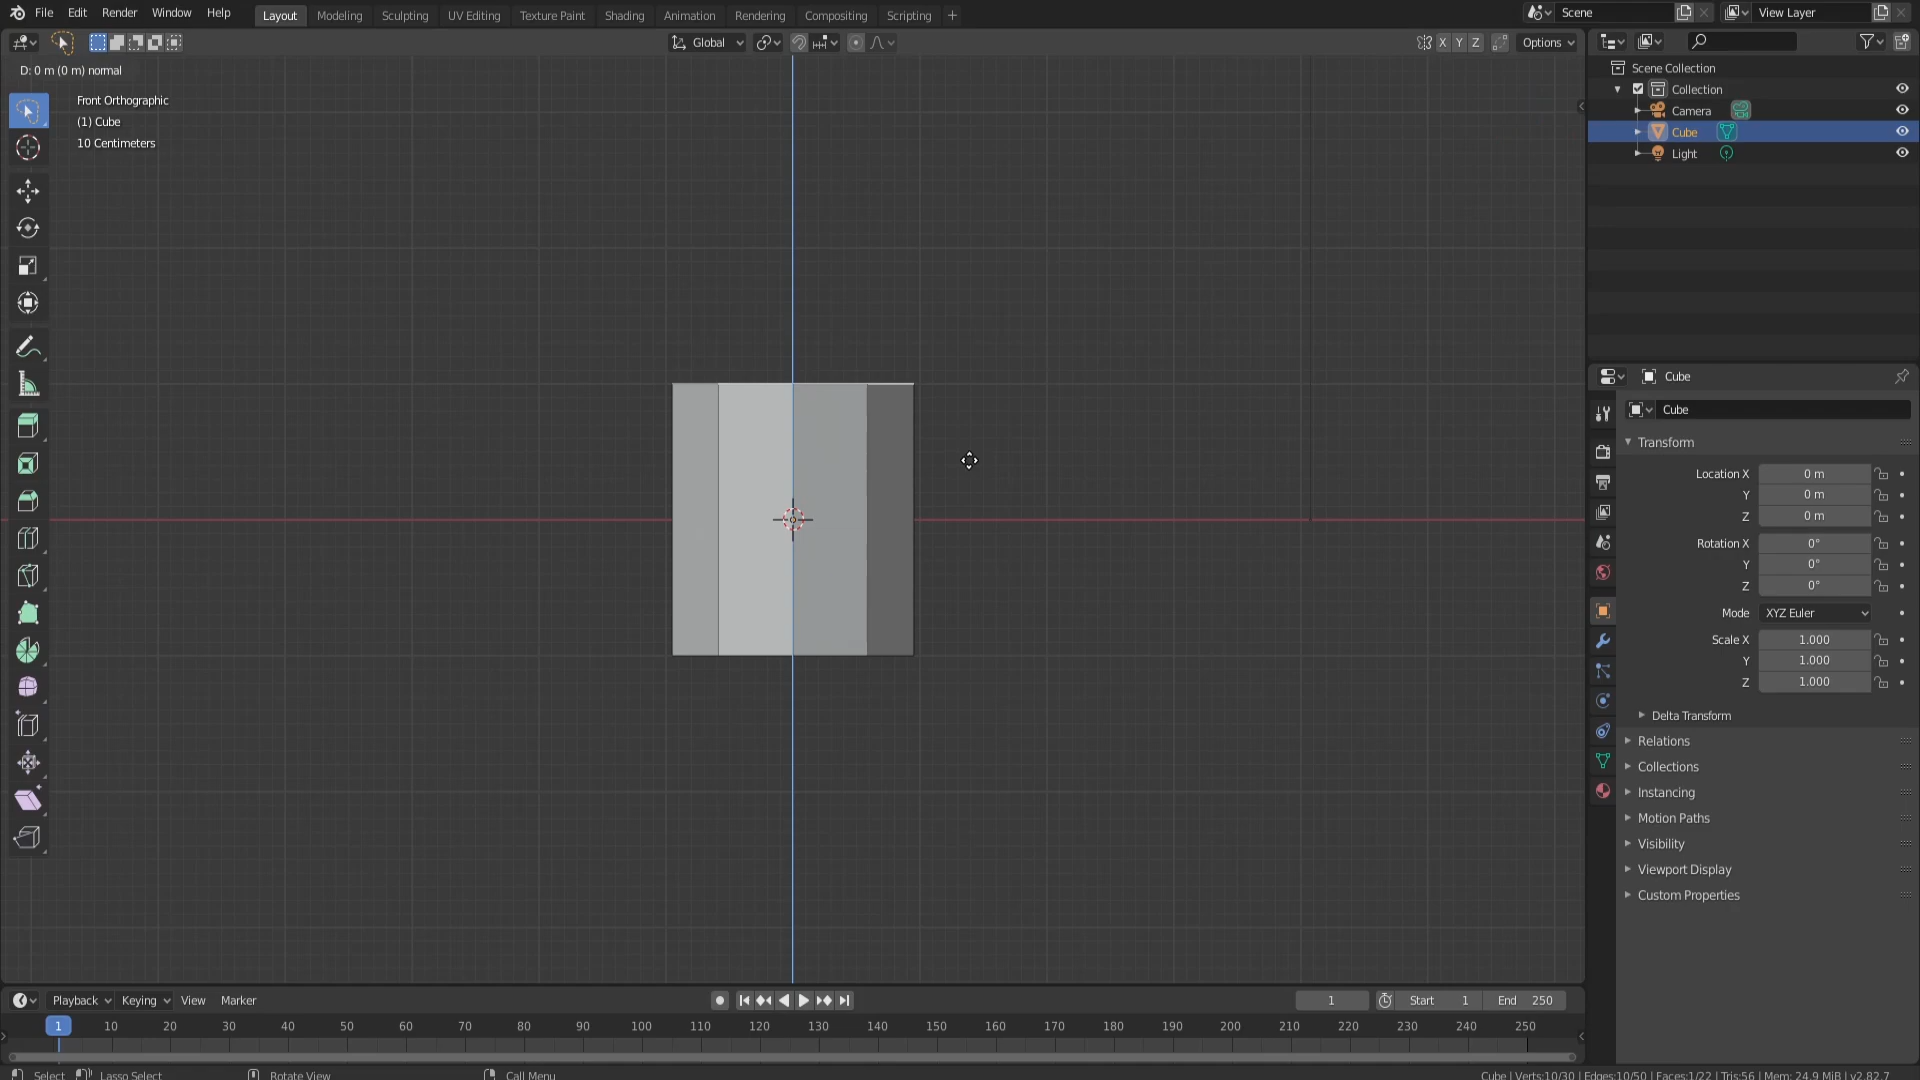 File Edit Render Window Help Layout Modeling Sculpting UV Editing Texture Paint Shading Animation Rendering Compositing Scripting + Scene View Layer
Global X Y Z Options
D: 0 m (0 m) normal
Front Orthographic
(1) Cube
10 Centimeters
Scene Collection
Collection
Camera
Cube
Light
Cube
Cube
Transform
Location X 0 m
Y 0 m
Z 0 m
Rotation X 0°
Y 0°
Z 0°
Mode XYZ Euler
Scale X 1.000
Y 1.000
Z 1.000
Delta Transform
Relations
Collections
Instancing
Motion Paths
Visibility
Viewport Display
Custom Properties
Playback Keying View Marker 1 Start 1 End 250
1 10 20 30 40 50 60 70 80 90 100 110 120 130 140 150 160 170 180 190 200 210 220 230 240 250
Select Lasso Select Rotate View Call Menu Cube | Verts:10/30 | Edges:10/50 | Faces:1/22 | Tris:56 | Mem: 24.9 MiB | v2.82.7